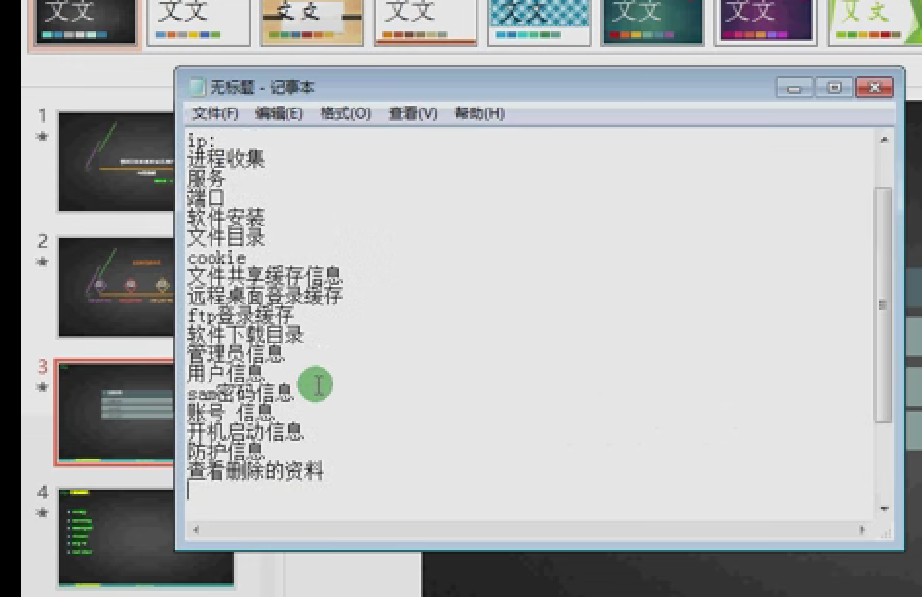 文文 文文 文文 文文 文文 文文 文文 文文
无标题 - 记事本
文件(F) 编辑(E) 格式(O) 查看(V) 帮助(H)
1
2
3
4
ip:
进程收集
服务
端口
软件安装
文件目录
cookie
文件共享缓存信息
远程桌面登录缓存
ftp登录缓存
软件下载目录
管理员信息
用户信息
sam密码信息
账号 信息
开机启动信息
防护信息
查看删除的资料